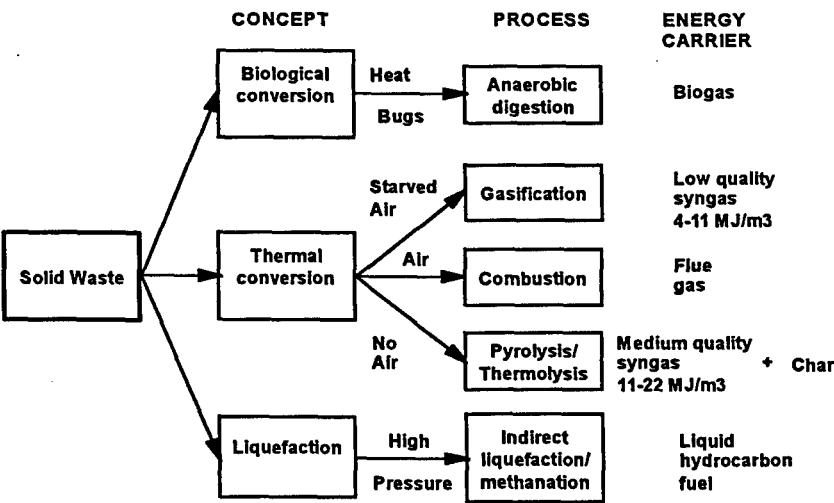 CONCEPT
PROCESS
ENERGY
CARRIER
Biological
conversion
Heat
Bugs
Anaerobic
digestion
Biogas
Solid Waste
Thermal
conversion
Starved
Air
Gasification
Low quality
syngas
4-11 MJ/m3
Air
Combustion
Flue
gas
No
Air
Pyrolysis/
Thermolysis
Medium quality
syngas
11-22 MJ/m3
+ Char
Liquefaction
High
Pressure
Indirect
liquefaction/
methanation
Liquid
hydrocarbon
fuel